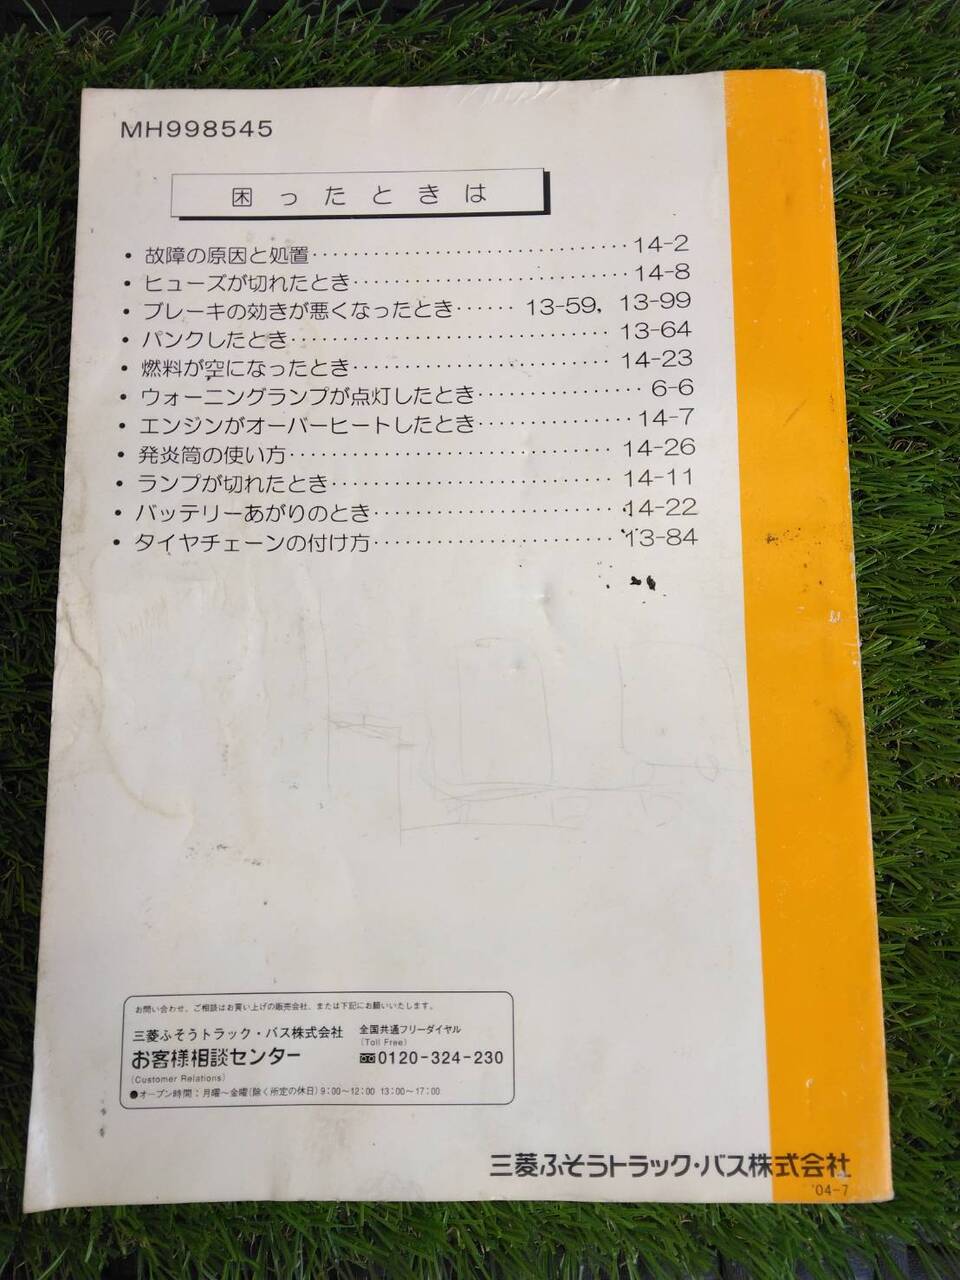 MH998545
困ったときは
・故障の原因と処置……………………………14-2
・ヒューズが切れたとき…………………………14-8
・ブレーキの効きが悪くなったとき…… 13-59, 13-99
・パンクしたとき………………………………13-64
・燃料が空になったとき…………………………14-23
・ウォーニングランプが点灯したとき……………… 6-6
・エンジンがオーバーヒートしたとき……………… 14-7
・発炎筒の使い方………………………………14-26
・ランプが切れたとき……………………………14-11
・バッテリーあがりのとき………………………14-22
・タイヤチェーンの付け方………………………13-84
お問い合わせ、ご相談はお買い上げの販売会社、または下記にお願いいたします。
三菱ふそうトラック・バス株式会社 全国共通フリーダイヤル
(Toll Free)
お客様相談センター 0120-324-230
(Customer Relations)
●オープン時間:月曜～金曜(除く所定の休日)9:00～12:00 13:00～17:00
三菱ふそうトラック・バス株式会社
'04-7